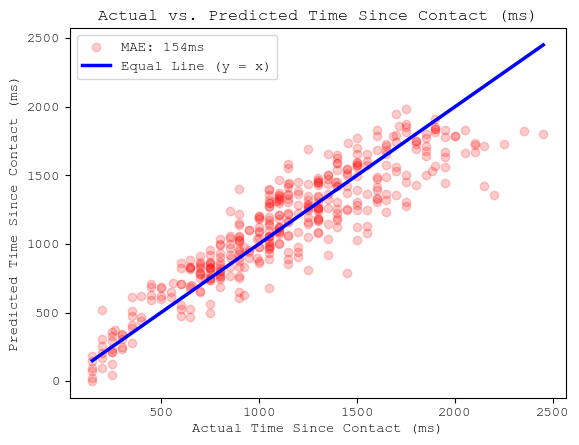 Actual vs. Predicted Time Since Contact (ms)
MAE: 154ms
Equal Line (y = x)
Predicted Time Since Contact (ms)
2500
2000
1500
1000
500
0
500 1000 1500 2000 2500
Actual Time Since Contact (ms)